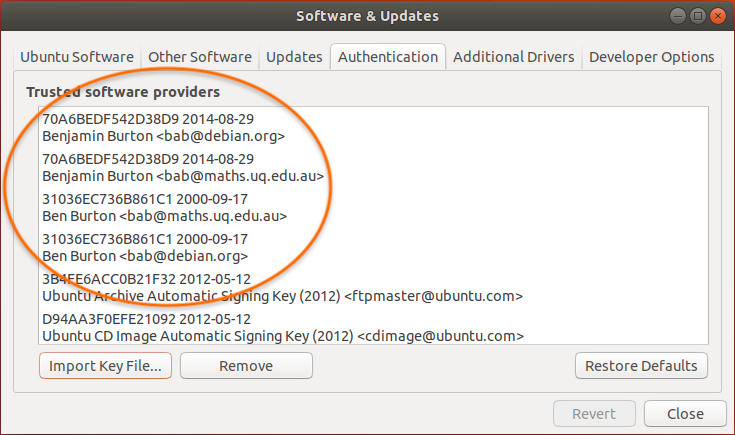 Software & Updates
Ubuntu Software
Other Software
Updates
Authentication
Additional Drivers
Developer Options
Trusted software providers
70A6BEDF542D38D9 2014-08-29
Benjamin Burton <bab@debian.org>
70A6BEDF542D38D9 2014-08-29
Benjamin Burton <bab@maths.uq.edu.au>
31036EC736B861C1 2000-09-17
Ben Burton <bab@maths.uq.edu.au>
31036EC736B861C1 2000-09-17
Ben Burton <bab@debian.org>
3B4FE6ACC0B21F32 2012-05-12
Ubuntu Archive Automatic Signing Key (2012) <ftpmaster@ubuntu.com>
D94AA3F0EFE21092 2012-05-12
Ubuntu CD Image Automatic Signing Key (2012) <cdimage@ubuntu.com>
Import Key File...
Remove
Restore Defaults
Revert
Close